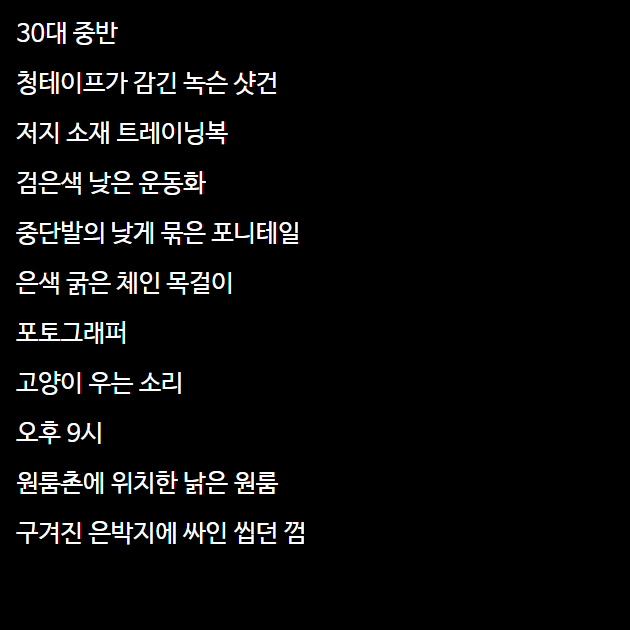 30대 중반
청테이프가 감긴 녹슨 샷건
저지 소재 트레이닝복
검은색 낮은 운동화
중단발의 낮게 묶은 포니테일
은색 굵은 체인 목걸이
포토그래퍼
고양이 우는 소리
오후 9시
원룸촌에 위치한 낡은 원룸
구겨진 은박지에 싸인 씹던 껌